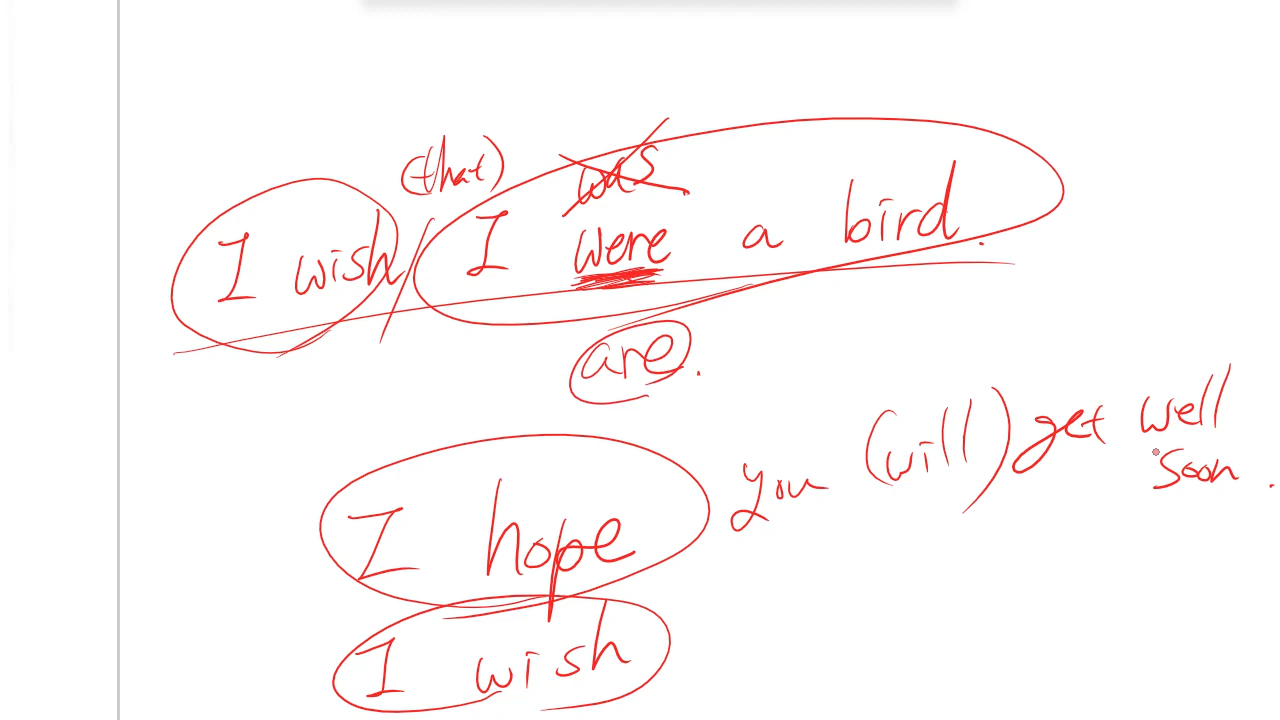 (that) was
I wish / I were a bird.
are.
I hope you (will) get well
soon.
I wish